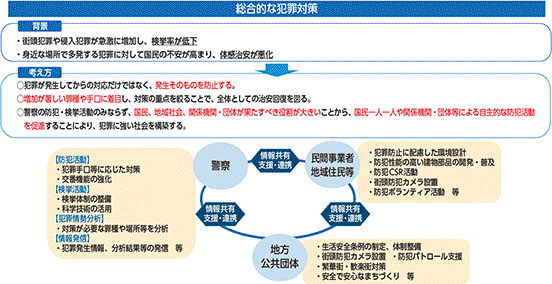 総合的な犯罪対策
背景
・街頭犯罪や侵入犯罪が急激に増加し、検挙率が低下
・身近な場所で多発する犯罪に対して国民の不安が高まり、体感治安が悪化
考え方
○犯罪が発生してからの対応だけではなく、発生そのものを防止する。
○増加が著しい罪種や手口に着目し、対策の重点を絞ることで、全体としての治安回復を図る。
○警察の防犯・検挙活動のみならず、国民、地域社会、関係機関・団体が果たすべき役割が大きいことから、国民一人一人や関係機関・団体等による自主的な防犯活動
を促進することにより、犯罪に強い社会を構築する。
【防犯活動】
・犯罪手口等に応じた対策
・交番機能の強化
【検挙活動】
・検挙体制の整備
・科学技術の活用
【犯罪情勢分析】
・対策が必要な罪種や場所等を分析
【情報発信】
・犯罪発生情報、分析結果等の発信 等
警察
情報共有
支援・連携
民間事業者
地域住民等
・犯罪防止に配慮した環境設計
・防犯性能の高い建物部品の開発・普及
・防犯CSR活動
・街頭防犯カメラ設置
・防犯ボランティア活動 等
情報共有
支援・連携
情報共有
支援・連携
地方
公共団体
・生活安全条例の制定、体制整備
・街頭防犯カメラ設置 ・防犯パトロール支援
・繁華街・歓楽街対策
・安全で安心なまちづくり 等